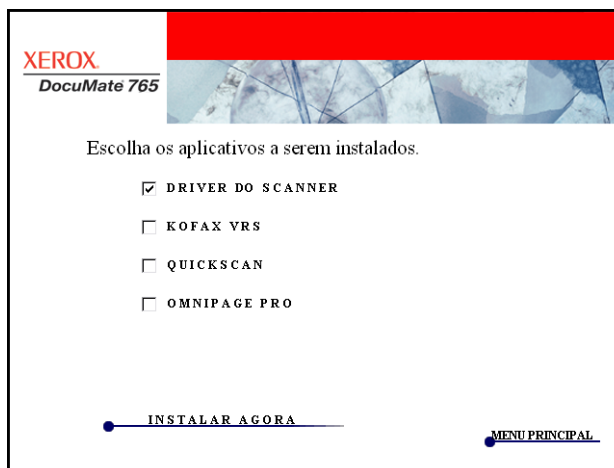 XEROX.
DocuMate 765
Escolha os aplicativos a serem instalados.
DRIVER DO SCANNER
KOFAX VRS
QUICKSCAN
OMNIPAGE PRO
INSTALAR AGORA
MENU PRINCIPAL